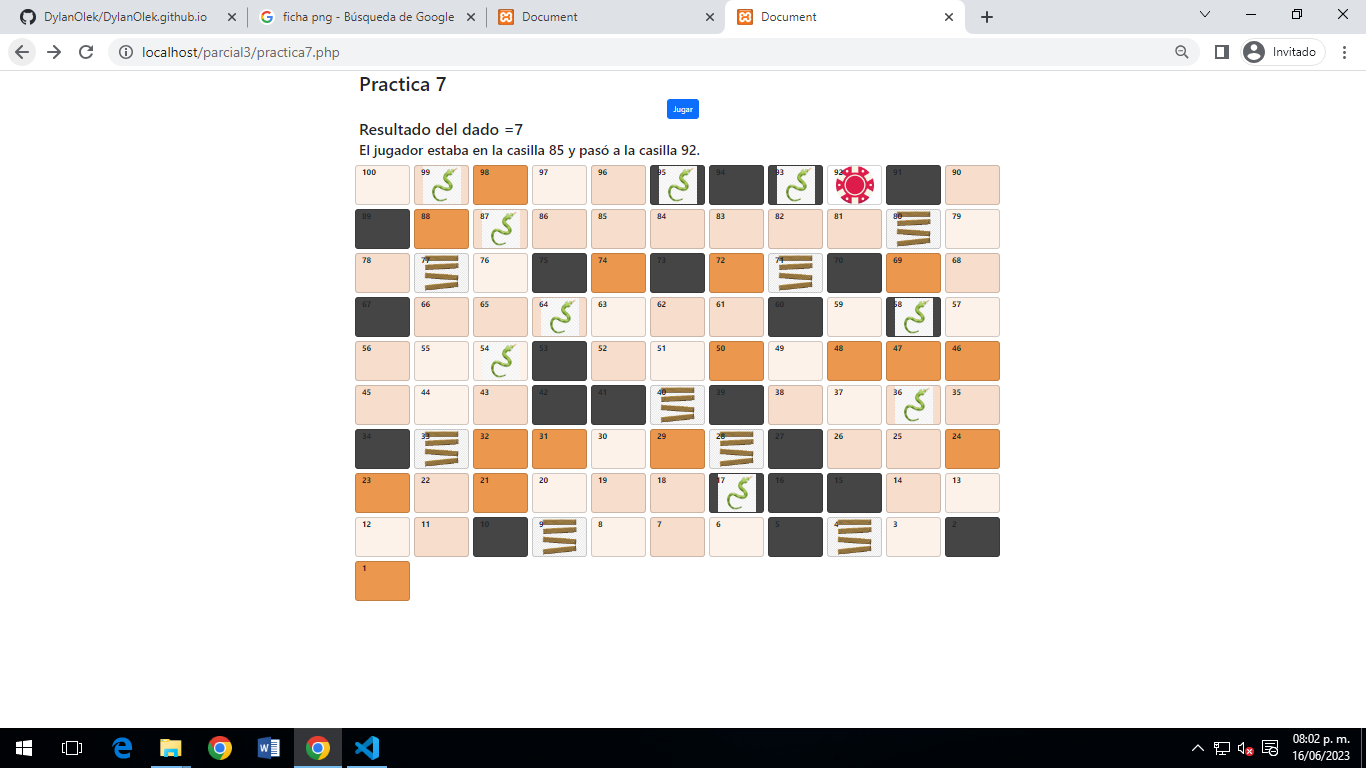 DylanOlek/DylanOlek.github.io
ficha png - Búsqueda de Google
Document
Document
localhost/parcial3/practica7.php
Invitado
Practica 7
Jugar
Resultado del dado =7
El jugador estaba en la casilla 85 y pasó a la casilla 92.
100 99 98 97 96 95 94 93 92 91 90
89 88 87 86 85 84 83 82 81 80 79
78 77 76 75 74 73 72 71 70 69 68
67 66 65 64 63 62 61 60 59 58 57
56 55 54 53 52 51 50 49 48 47 46
45 44 43 42 41 40 39 38 37 36 35
34 33 32 31 30 29 28 27 26 25 24
23 22 21 20 19 18 17 16 15 14 13
12 11 10 9 8 7 6 5 4 3 2
1
08:02 p. m.
16/06/2023